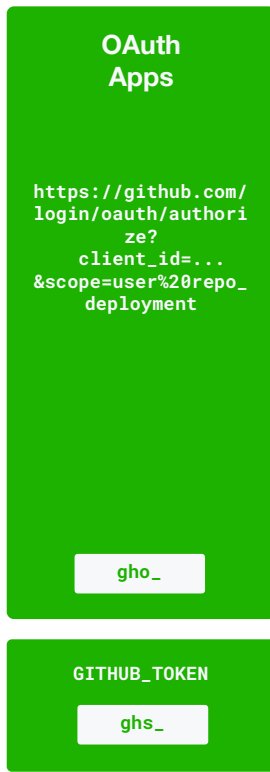 OAuth
Apps
https://github.com/
login/oauth/authori
ze?
client_id=...
&scope=user%20repo_
deployment
gho_
GITHUB_TOKEN
ghs_